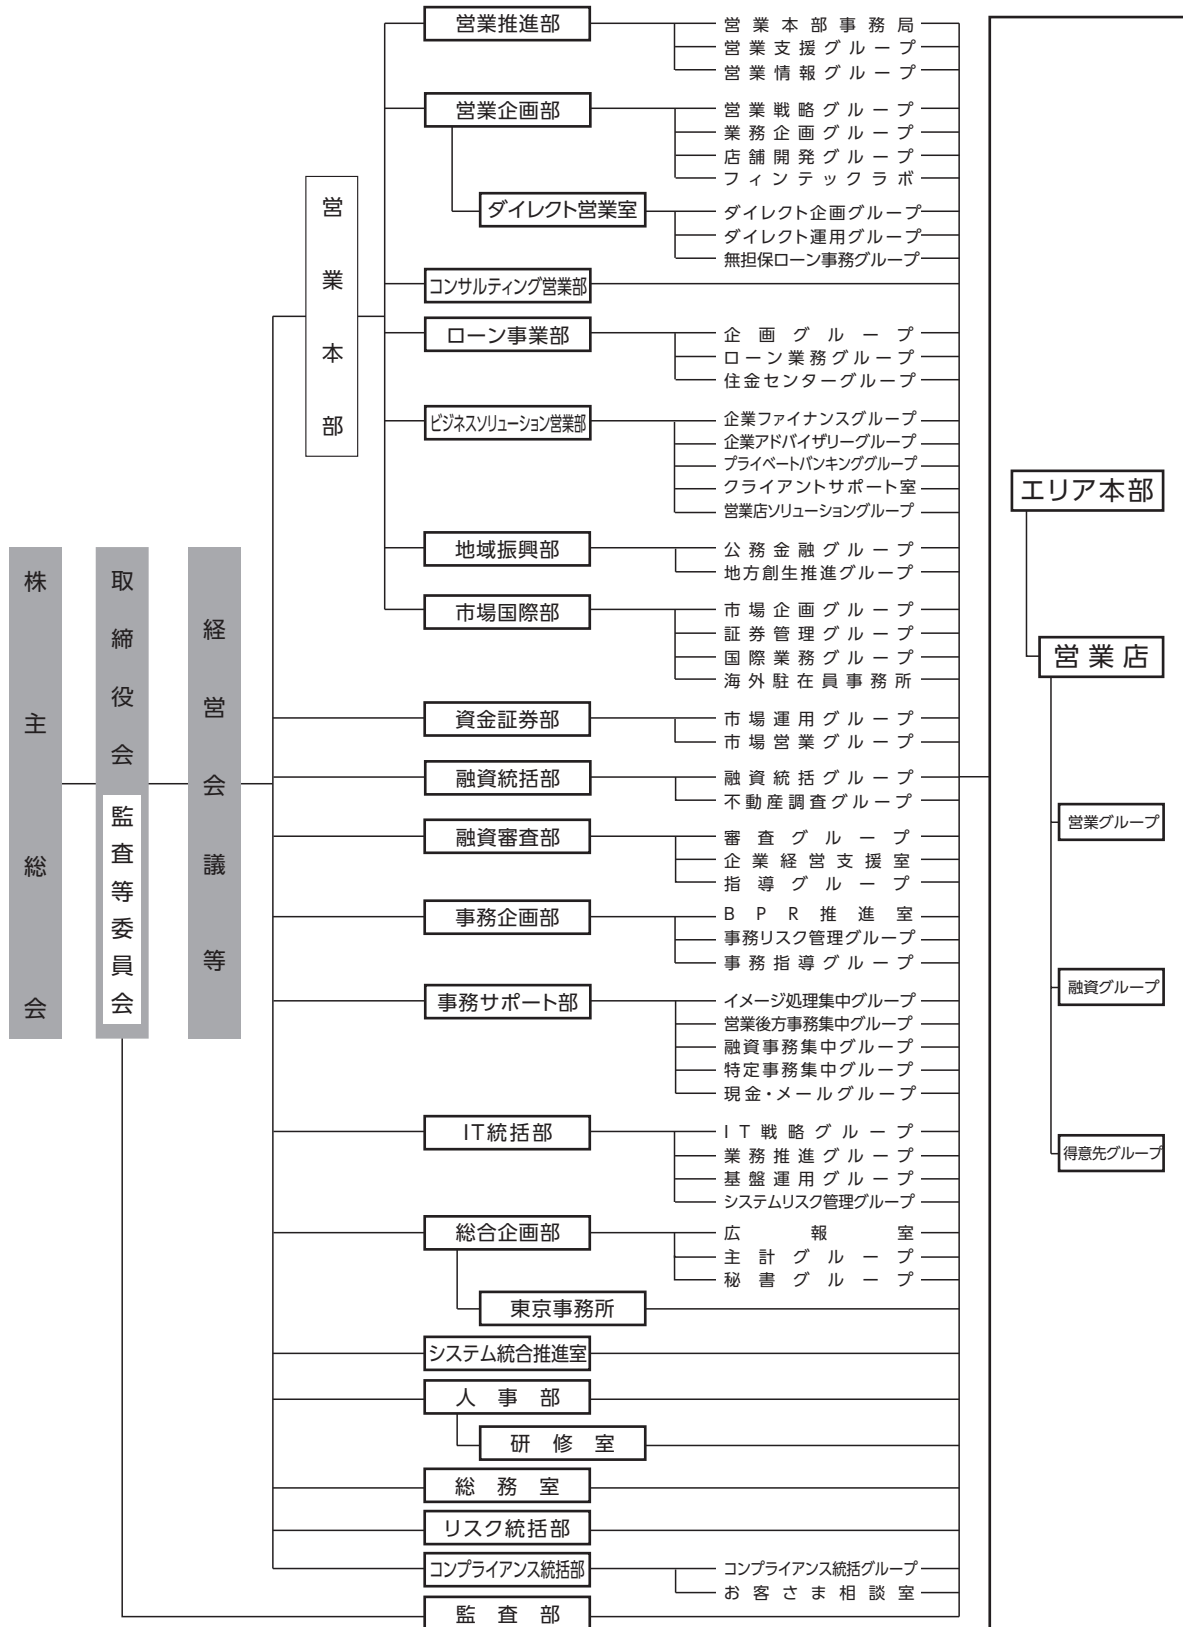 株主総会
取締役会
監査等委員会
経営会議等
営業本部
営業推進部
営業本部事務局
営業支援グループ
営業情報グループ
営業企画部
営業戦略グループ
業務企画グループ
店舗開発グループ
フィンテックラボ
ダイレクト営業室
ダイレクト企画グループ
ダイレクト運用グループ
無担保ローン事務グループ
コンサルティング営業部
ローン事業部
企画グループ
ローン業務グループ
住金センターグループ
ビジネスソリューション営業部
企業ファイナンスグループ
企業アドバイザリーグループ
プライベートバンキンググループ
クライアントサポート室
営業店ソリューショングループ
地域振興部
公務金融グループ
地方創生推進グループ
市場国際部
市場企画グループ
証券管理グループ
国際業務グループ
海外駐在員事務所
資金証券部
市場運用グループ
市場営業グループ
融資統括部
融資統括グループ
不動産調査グループ
融資審査部
審査グループ
企業経営支援室
指導グループ
事務企画部
BPR推進室
事務リスク管理グループ
事務指導グループ
事務サポート部
イメージ処理集中グループ
営業後方事務集中グループ
融資事務集中グループ
特定事務集中グループ
現金・メールグループ
IT統括部
IT戦略グループ
業務推進グループ
基盤運用グループ
システムリスク管理グループ
総合企画部
広報室
主計グループ
秘書グループ
東京事務所
システム統合推進室
人事部
研修室
総務室
リスク統括部
コンプライアンス統括部
コンプライアンス統括グループ
お客さま相談室
監査部
エリア本部
営業店
営業グループ
融資グループ
得意先グループ